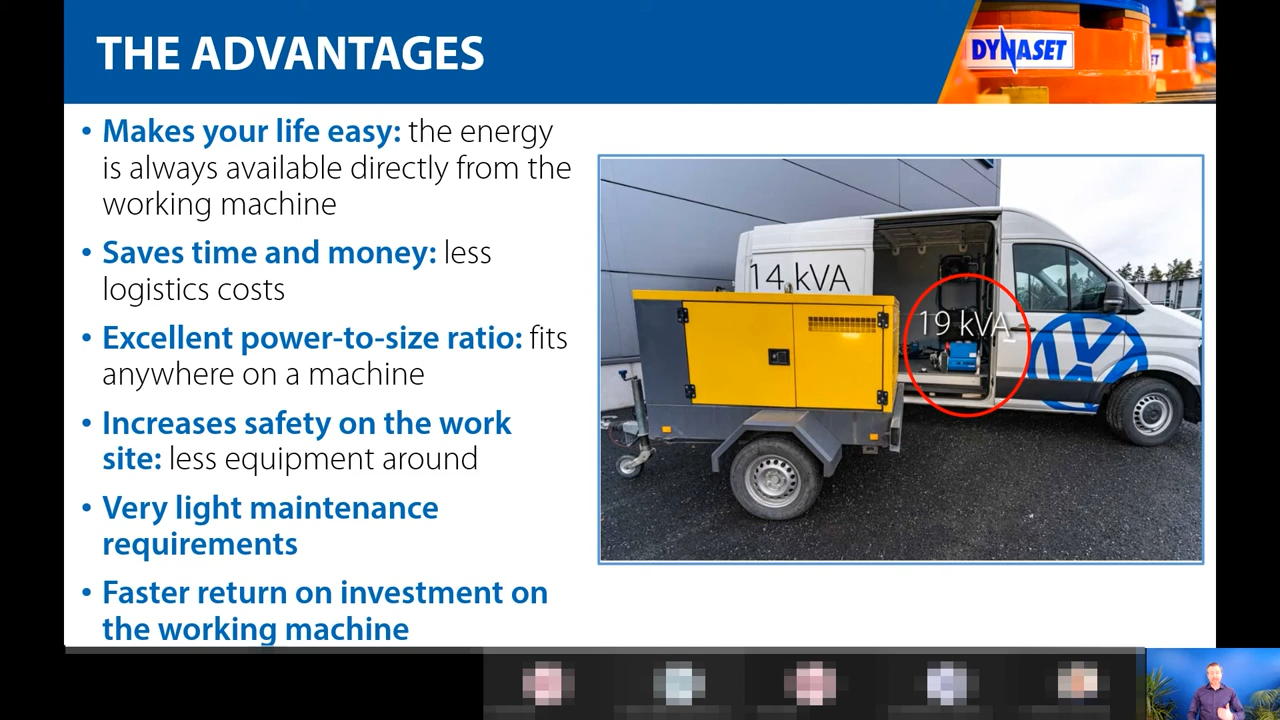 THE ADVANTAGES
DYNASET
• Makes your life easy: the energy
is always available directly from the
working machine
• Saves time and money: less
logistics costs
• Excellent power-to-size ratio: fits
anywhere on a machine
• Increases safety on the work
site: less equipment around
• Very light maintenance
requirements
• Faster return on investment on
the working machine
14 kVA
19 kVA